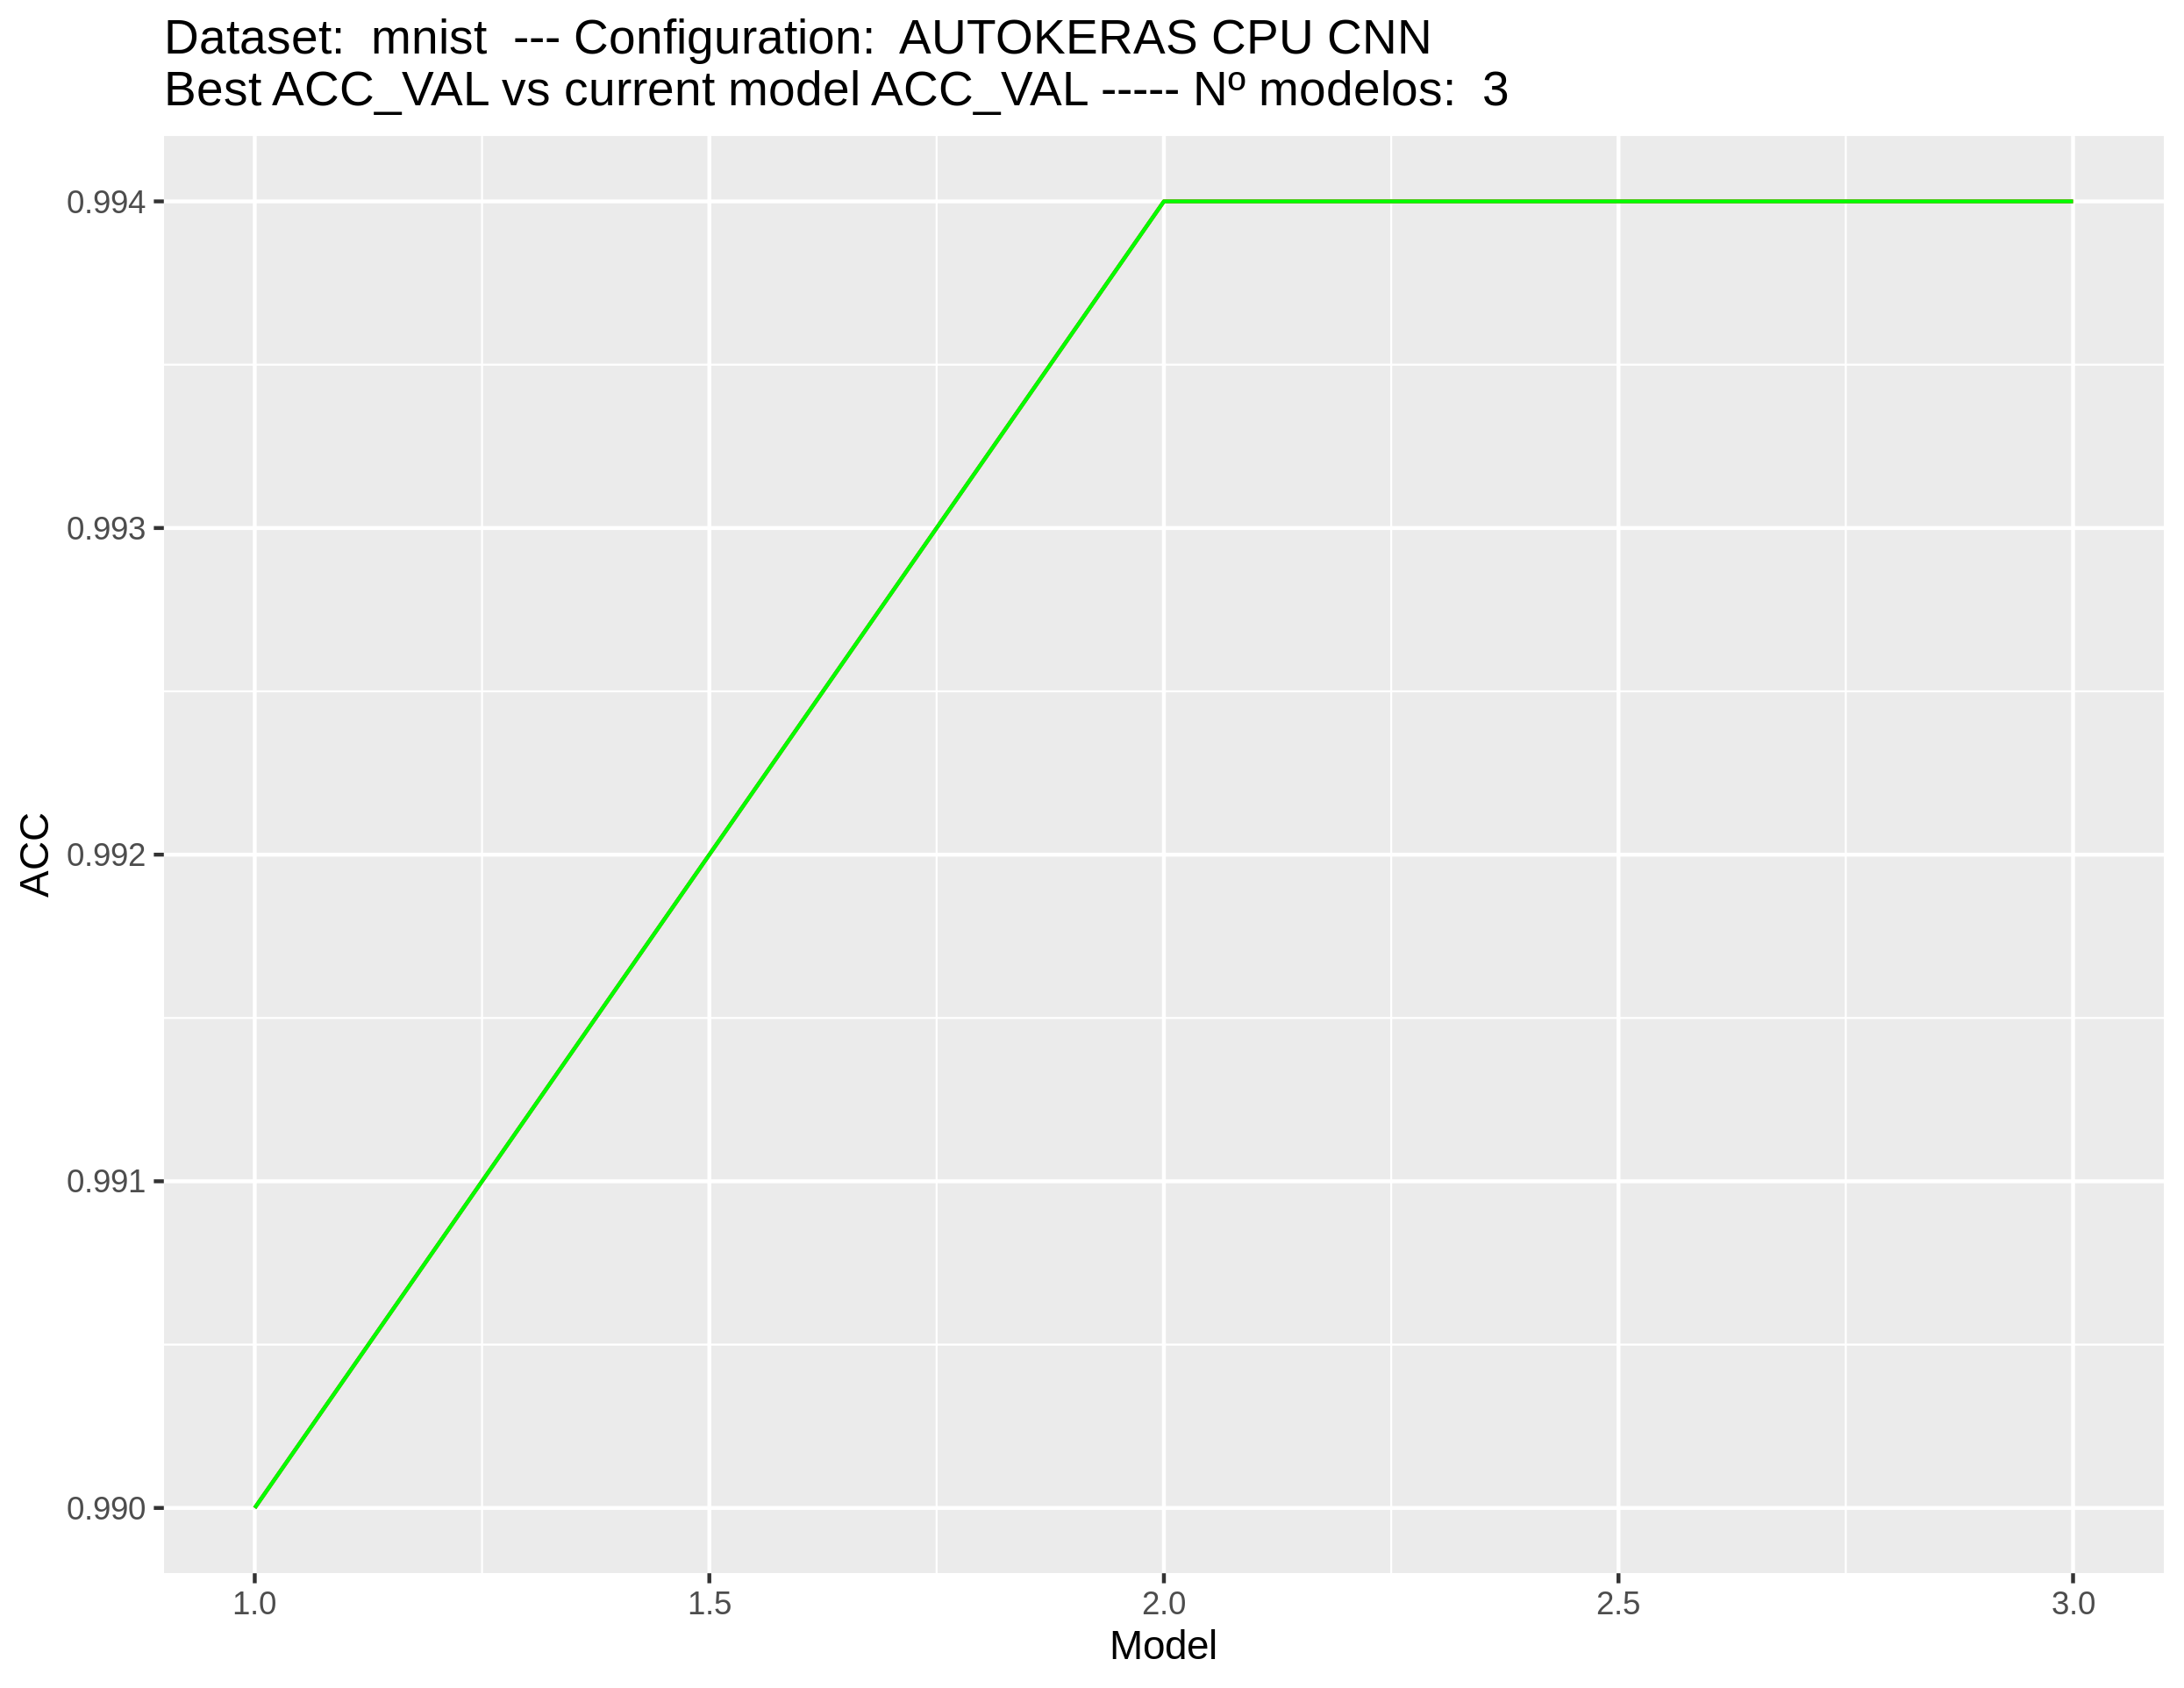 Dataset:  mnist  --- Configuration:  AUTOKERAS CPU CNN
Best ACC_VAL vs current model ACC_VAL ----- Nº modelos:  3
0.994
0.993
0.992
0.991
0.990
ACC
1.0 1.5 2.0 2.5 3.0
Model